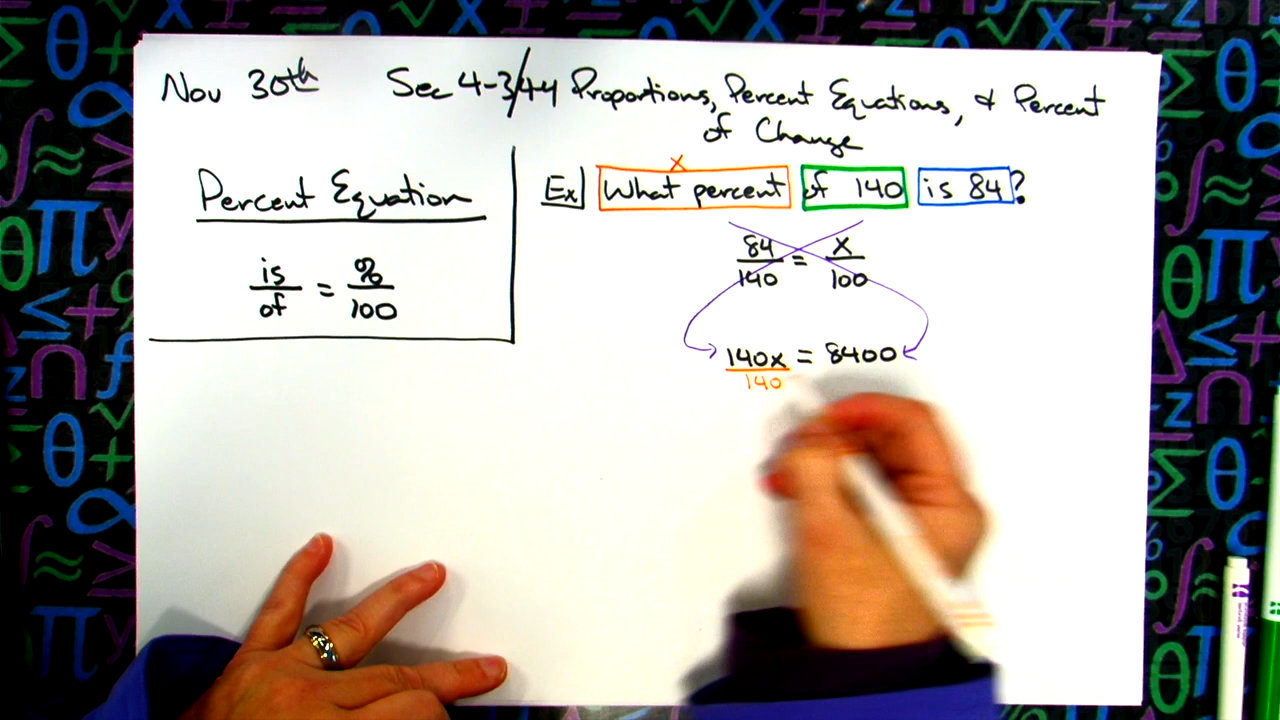 Nov 30th Sec 4-3/4-4 Proportions, Percent Equations, & Percent
of Change
Percent Equation
is/of = %/100
x
Ex What percent of 140 is 84?
84/140 = x/100
140x = 8400
140